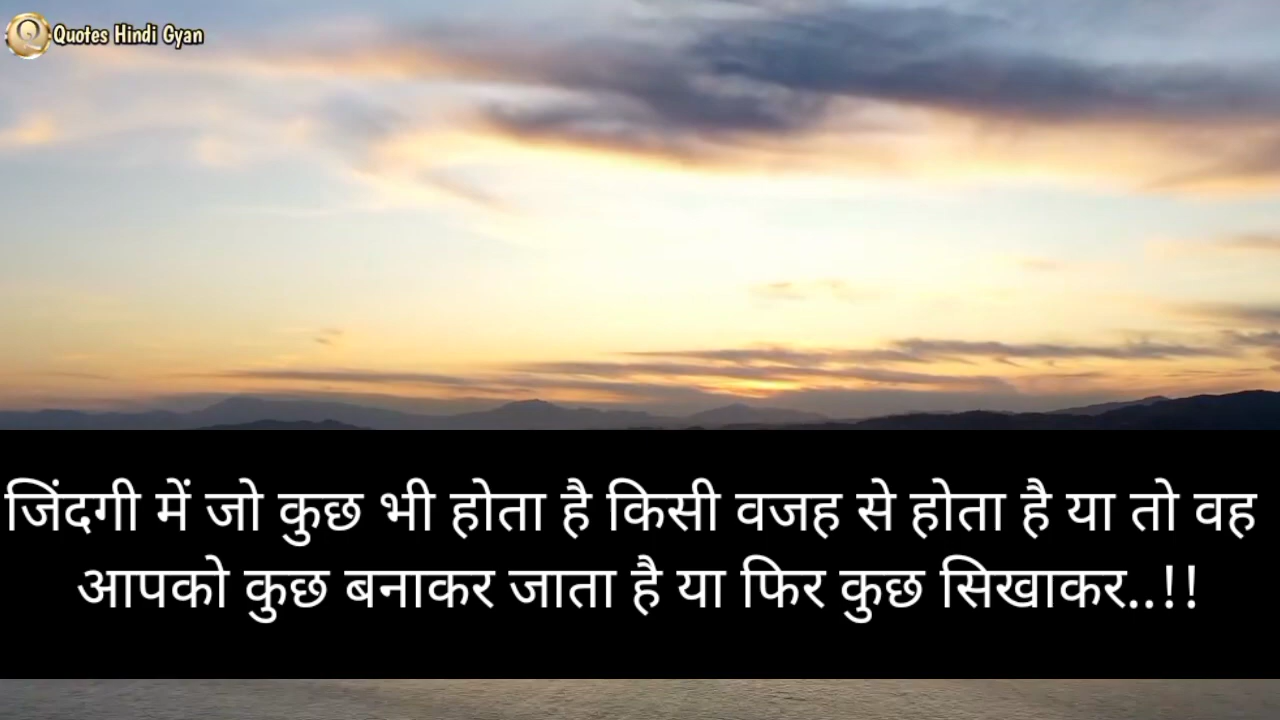 Quotes Hindi Gyan
जिंदगी में जो कुछ भी होता है किसी वजह से होता है या तो वह
आपको कुछ बनाकर जाता है या फिर कुछ सिखाकर..!!